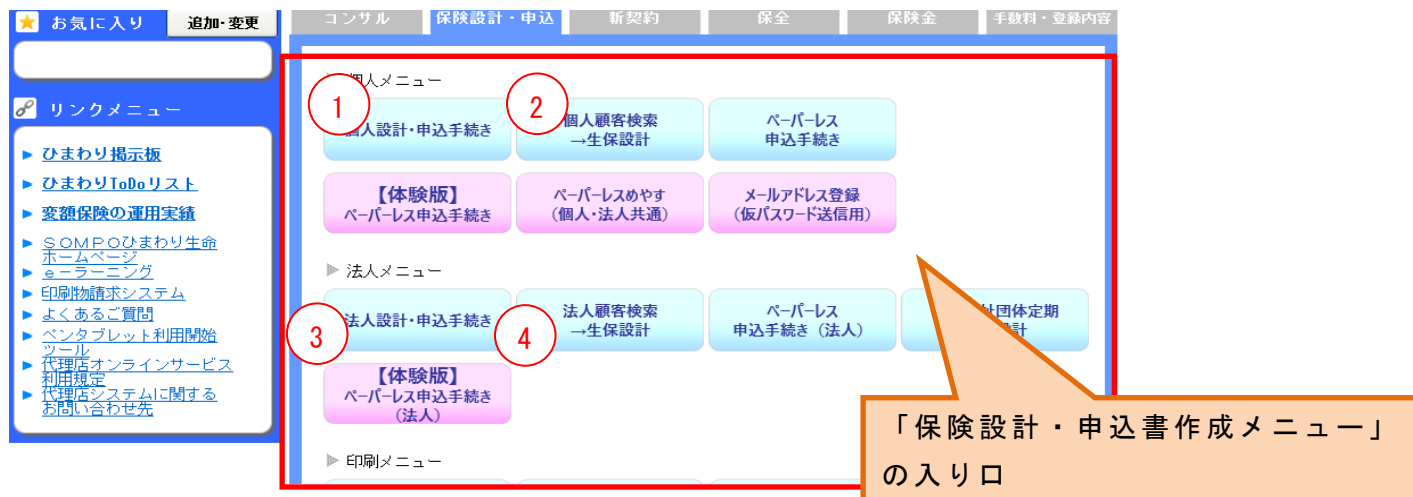 お気に入り
追加・変更
コンサル
保険設計・申込
新契約
保全
保険金
手数料・登録内容
リンクメニュー
ひまわり掲示板
ひまわりToDoリスト
変額保険の運用実績
SOMPOひまわり生命
ホームページ
e-ラーニング
印刷物請求システム
よくあるご質問
ペンタブレット利用開始
ツール
代理店オンラインサービス
利用規定
代理店システムに関する
お問い合わせ先
人メニュー
1
人設計・申込手続き
2
個人顧客検索
→生保設計
ペーパーレス
申込手続き
【体験版】
ペーパーレス申込手続き
ペーパーレスめやす
(個人・法人共通)
メールアドレス登録
(仮パスワード送信用)
法人メニュー
3
法人設計・申込手続き
4
法人顧客検索
→生保設計
ペーパーレス
申込手続き(法人)
団体定期
【体験版】
ペーパーレス申込手続き
(法人)
印刷メニュー
「保険設計・申込書作成メニュー」
の入り口